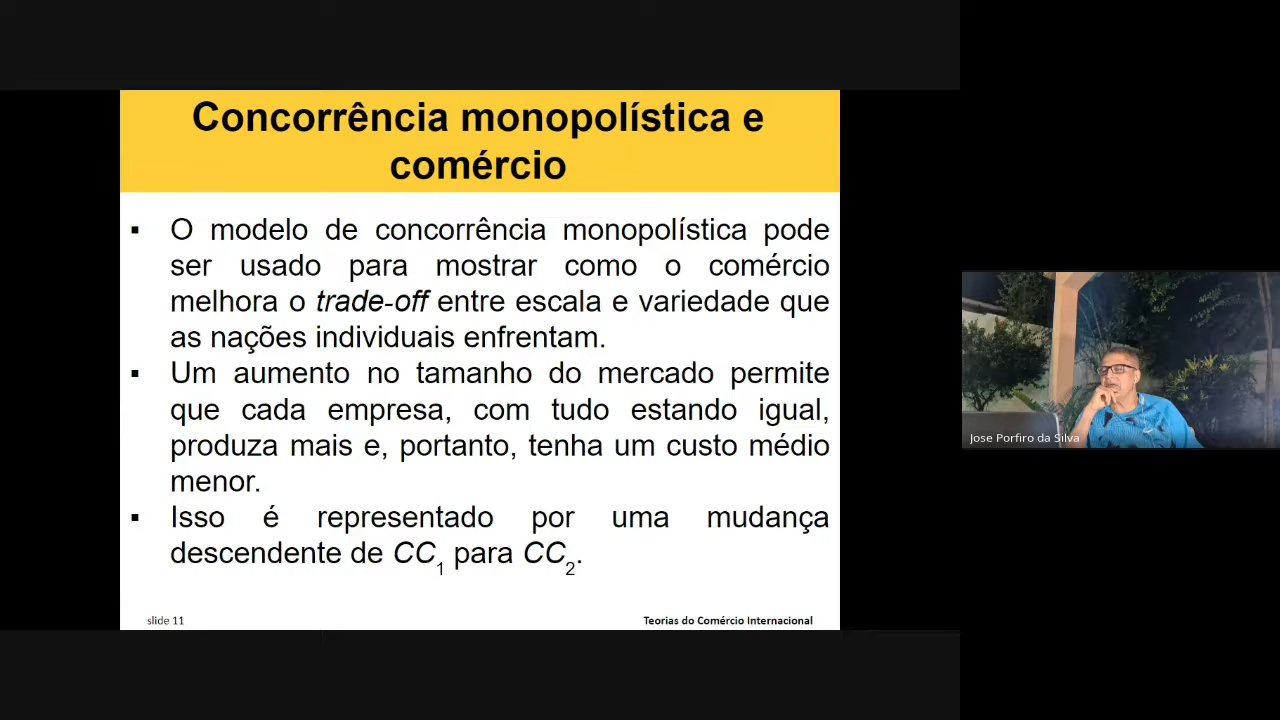 Concorrência monopolística e
comércio
▪ O modelo de concorrência monopolística pode
ser usado para mostrar como o comércio
melhora o trade-off entre escala e variedade que
as nações individuais enfrentam.
▪ Um aumento no tamanho do mercado permite
que cada empresa, com tudo estando igual,
produza mais e, portanto, tenha um custo médio
menor.
▪ Isso é representado por uma mudança
descendente de CC1 para CC2.
slide 11
Teorias do Comércio Internacional
Jose Porfiro da Silva